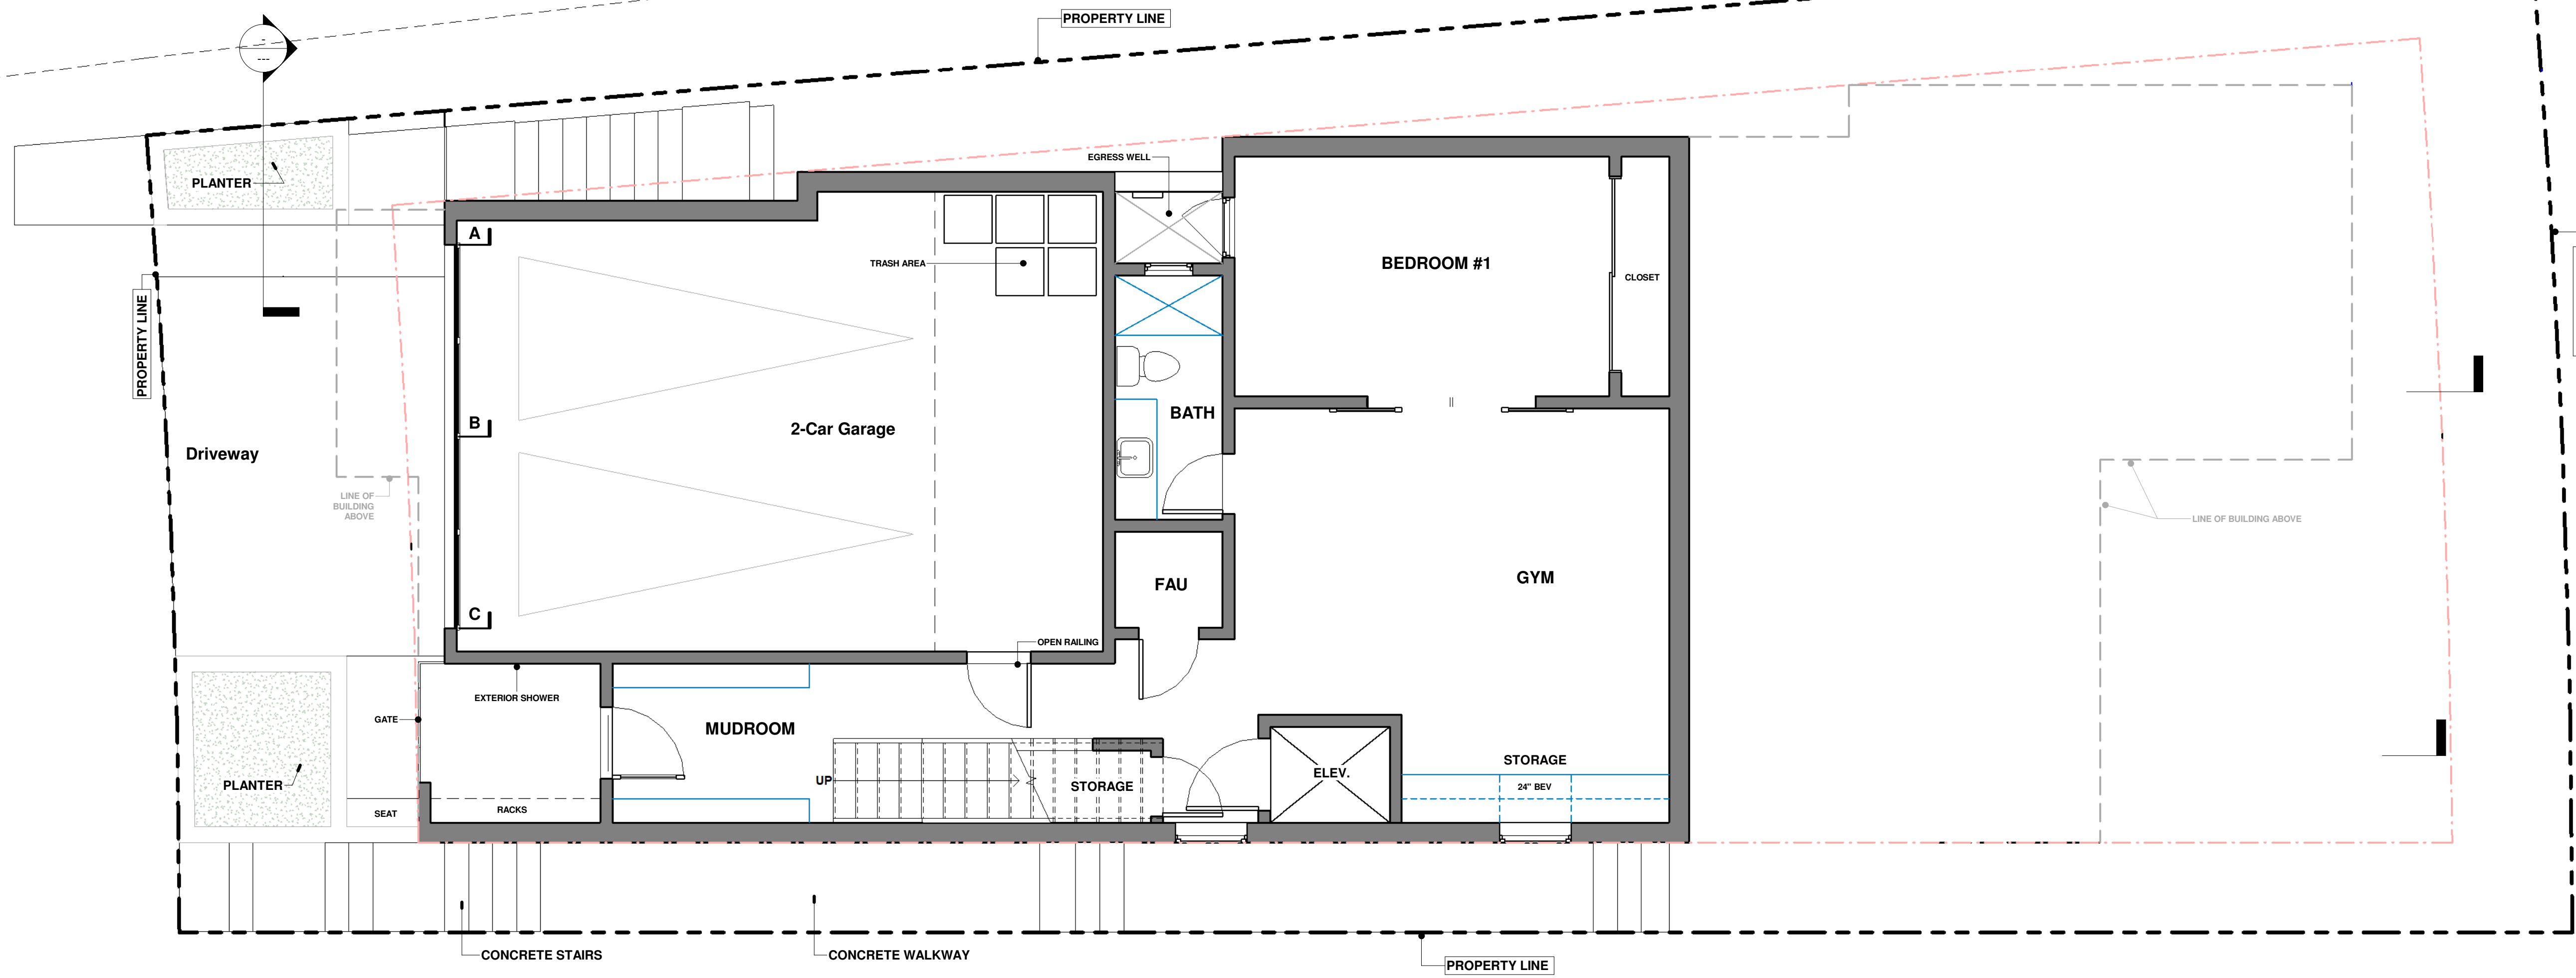 PROPERTY LINE
-
---
EGRESS WELL
PLANTER
A
TRASH AREA
BEDROOM #1
CLOSET
PROPERTY LINE
B
BATH
2-Car Garage
Driveway
LINE OF
BUILDING
ABOVE
LINE OF BUILDING ABOVE
FAU
GYM
C
OPEN RAILING
EXTERIOR SHOWER
GATE
MUDROOM
STORAGE
ELEV.
UP
PLANTER
STORAGE
24" BEV
RACKS
SEAT
CONCRETE STAIRS
CONCRETE WALKWAY
PROPERTY LINE